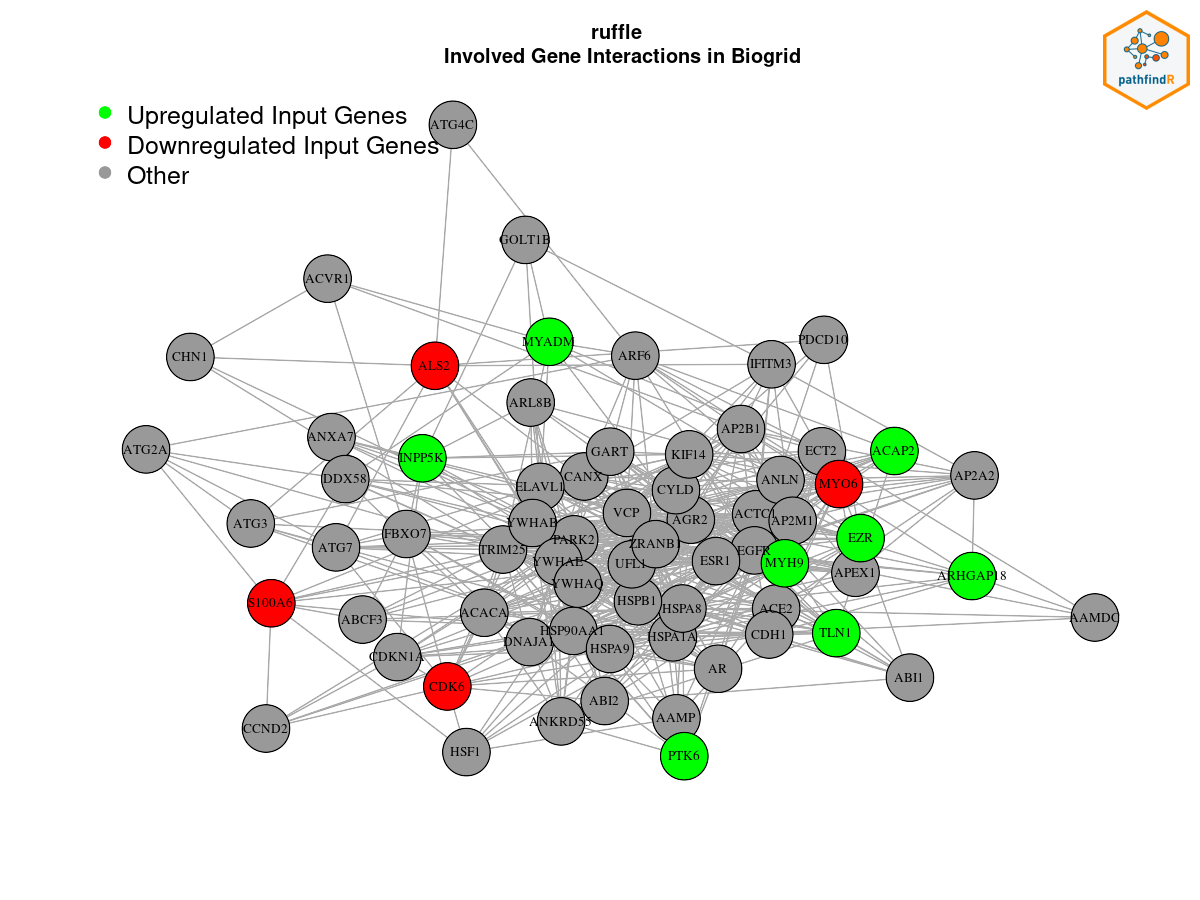 ruffle
Involved Gene Interactions in Biogrid
pathfindR
Upregulated Input Genes
Downregulated Input Genes
Other
ATG4C
GOLT1B
ACVR1
CHN1
ALS2
MYADM
ARF6
IFITM3
PDCD10
ARL8B
ATG2A
ANXA7
INPP5K
DDX58
GART
KIF14
AP2B1
ECT2
ACAP2
ELAVL1
CANX
CYLD
ANLN
MYO6
AP2A2
ATG3
ATG7
FBXO7
YWHAB
VCP
AGR2
ACTC1
AP2M1
EZR
TRIM25
PARK2
YWHAE
ZRANB1
UFL1
ESR1
EGFR
MYH9
APEX1
ARHGAP18
S100A6
YWHAQ
HSPB1
HSPA8
ACE2
AAMDC
ABCF3
ACACA
CDKN1A
DNAJA1
HSP90AA1
HSPA9
HSPA1A
CDH1
TLN1
CDK6
AR
ABI1
ABI2
CCND2
ANKRD55
AAMP
HSF1
PTK6